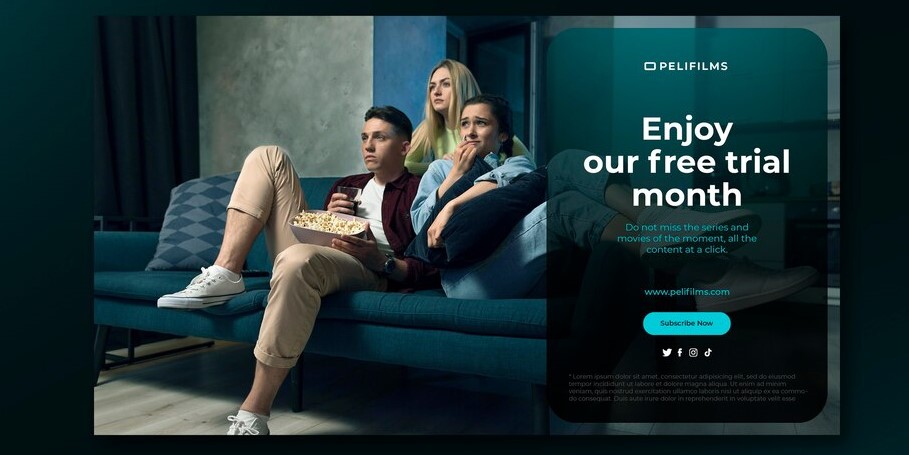 PELIFILMS
Enjoy
our free trial
month
Do not miss the series and
movies of the moment, all the
content at a click.
www.pelifilms.com
Subscribe Now
* Lorem ipsum dolor sit amet, consectetur adipisicing elit, sed do eiusmod
tempor incididunt ut labore et dolore magna aliqua. Ut enim ad minim
veniam, quis nostrud exercitation ullamco laboris nisi ut aliquip ex ea commo-
do consequat. Duis aute irure dolor in reprehenderit in voluptate velit esse